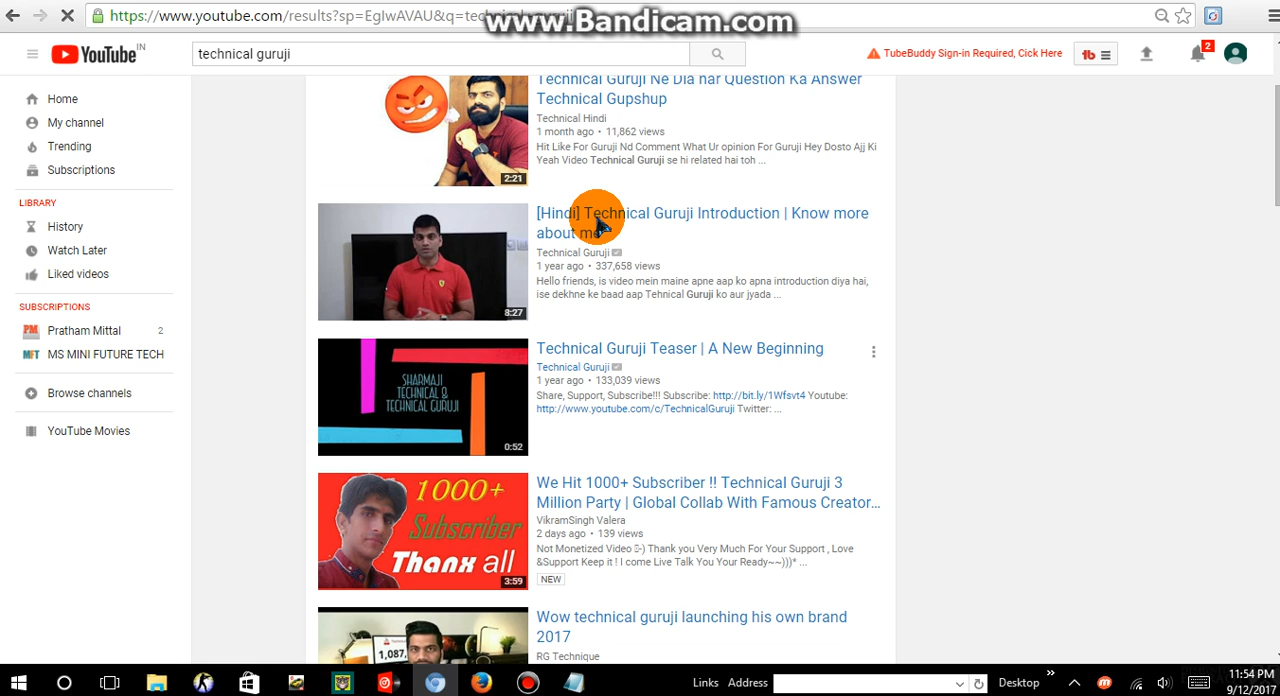 https://www.youtube.com/results?sp=EgIwAVAU&q=
www.Bandicam.com
YouTube IN
technical guruji
TubeBuddy Sign-in Required, Click Here
tb
2
Home
My channel
Trending
Subscriptions
LIBRARY
History
Watch Later
Liked videos
SUBSCRIPTIONS
PM Pratham Mittal 2
MFT MS MINI FUTURE TECH
Browse channels
YouTube Movies
Technical Guruji Ne Dia har Question Ka Answer
Technical Gupshup
Technical Hindi
1 month ago • 11,862 views
Hit Like For Guruji Nd Comment What Ur opinion For Guruji Hey Dosto Ajj Ki
Yeah Video Technical Guruji se hi related hai toh ...
2:21
[Hindi] Technical Guruji Introduction | Know more
about me
Technical Guruji
1 year ago • 337,658 views
Hello friends, is video mein maine apne aap ko apna introduction diya hai,
ise dekhne ke baad aap Tehnical Guruji ko aur jyada ...
8:27
Technical Guruji Teaser | A New Beginning
Technical Guruji
1 year ago • 133,039 views
Share, Support, Subscribe!!! Subscribe: http://bit.ly/1Wfsvt4 Youtube:
http://www.youtube.com/c/TechnicalGuruji Twitter: ...
SHARMAJI
TECHNICAL &
TECHNICAL GURUJI
0:52
We Hit 1000+ Subscriber !! Technical Guruji 3
Million Party | Global Collab With Famous Creator...
VikramSingh Valera
2 days ago • 139 views
Not Monetized Video :-) Thank you Very Much For Your Support , Love
&Support Keep it ! I come Live Talk You Your Ready~~)))* ...
NEW
1000+
Subscriber
Thanx all
3:59
Wow technical guruji launching his own brand
2017
RG Technique
1,087,
Links Address
Desktop
11:54 PM
9/12/2017